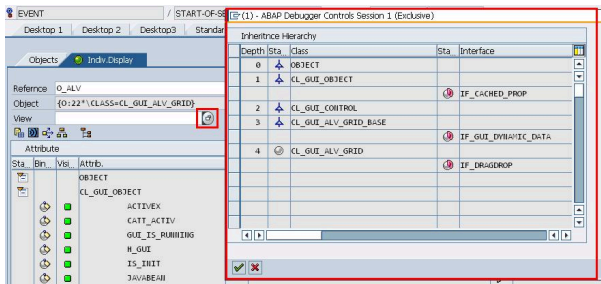 EVENT / START-OF-SE
(1) - ABAP Debugger Controls Session 1 (Exclusive)
Desktop 1 Desktop 2 Desktop3 Standar
Inheritnce Hierarchy
Depth Sta.. Class Sta.. Interface
0 OBJECT
1 CL_GUI_OBJECT
IF_CACHED_PROP
2 CL_GUI_CONTROL
3 CL_GUI_ALV_GRID_BASE
IF_GUI_DYNAMIC_DATA
4 CL_GUI_ALV_GRID
IF_DRAGDROP
Objects Indiv.Display
Refernce O_ALV
Object {O:22*\CLASS=CL_GUI_ALV_GRID}
View
Attribute
Sta.. Bin.. Visi.. Attrib.
OBJECT
CL_GUI_OBJECT
ACTIVEX
CATT_ACTIV
GUI_IS_RUNNING
H_GUI
IS_INIT
JAVABEAN